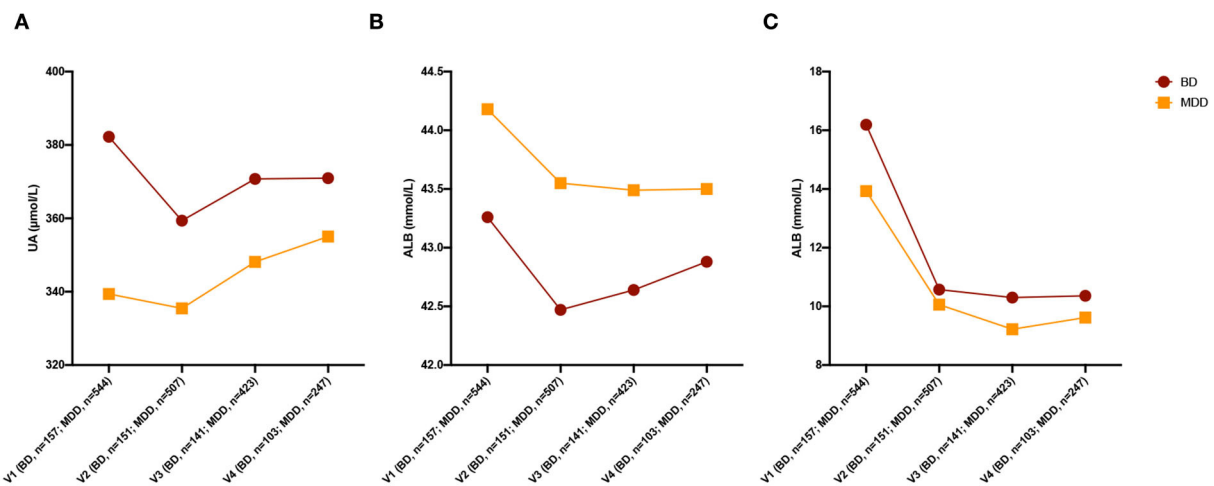 A
UA (μmol/L)
400
380
360
340
320
V1 (BD, n=157; MDD, n=544)
V2 (BD, n=151; MDD, n=507)
V3 (BD, n=141; MDD, n=423)
V4 (BD, n=103; MDD, n=247)
B
ALB (mmol/L)
44.5
44.0
43.5
43.0
42.5
42.0
V1 (BD, n=157; MDD, n=544)
V2 (BD, n=151; MDD, n=507)
V3 (BD, n=141; MDD, n=423)
V4 (BD, n=103; MDD, n=247)
C
ALB (mmol/L)
18
16
14
12
10
8
V1 (BD, n=157; MDD, n=544)
V2 (BD, n=151; MDD, n=507)
V3 (BD, n=141; MDD, n=423)
V4 (BD, n=103; MDD, n=247)
BD
MDD